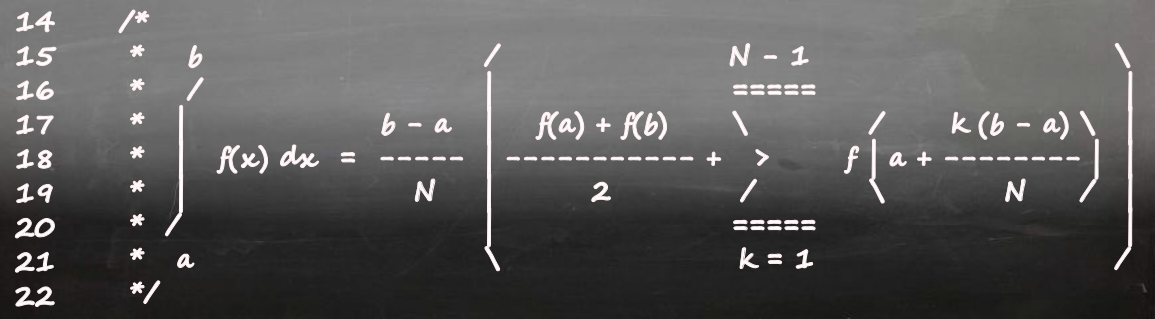 14 /*
15 * b / N - 1 \
16 * / | ===== |
17 * | b - a | f(a) + f(b) \ / k (b - a) \ |
18 * | f(x) dx = ----- | ----------- + > f | a + -------- | |
19 * | N | 2 / \ N / |
20 * / | ===== |
21 * a \ k = 1 /
22 */